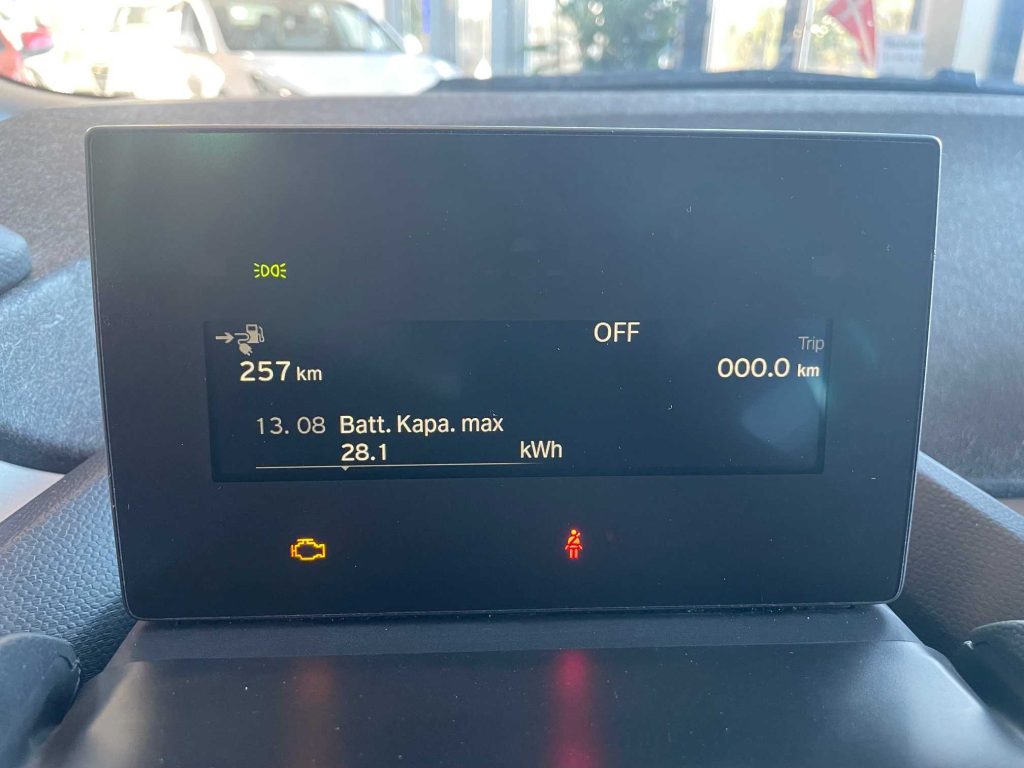 OFF
Trip
257 km
000.0 km
13. 08 Batt. Kapa. max
28.1 kWh